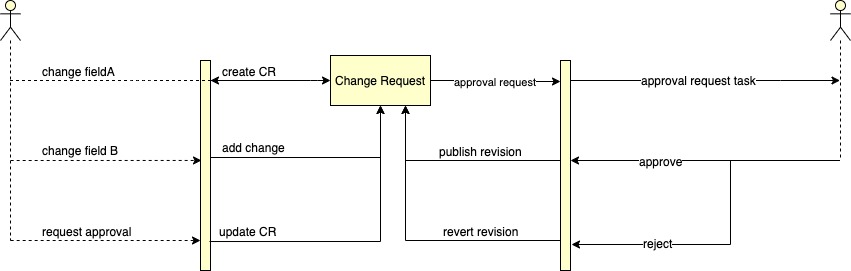 change fieldA
create CR
Change Request
approval request
approval request task
change field B
add change
publish revision
approve
request approval
update CR
revert revision
reject